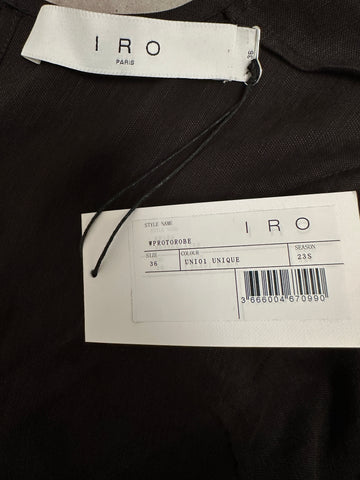 IRO
PARIS
36
STYLE NAME
IRO
WPROTOROBE
SIZE COLOUR SEASON
36 UNI01 UNIQUE 23S
3 666004 670990